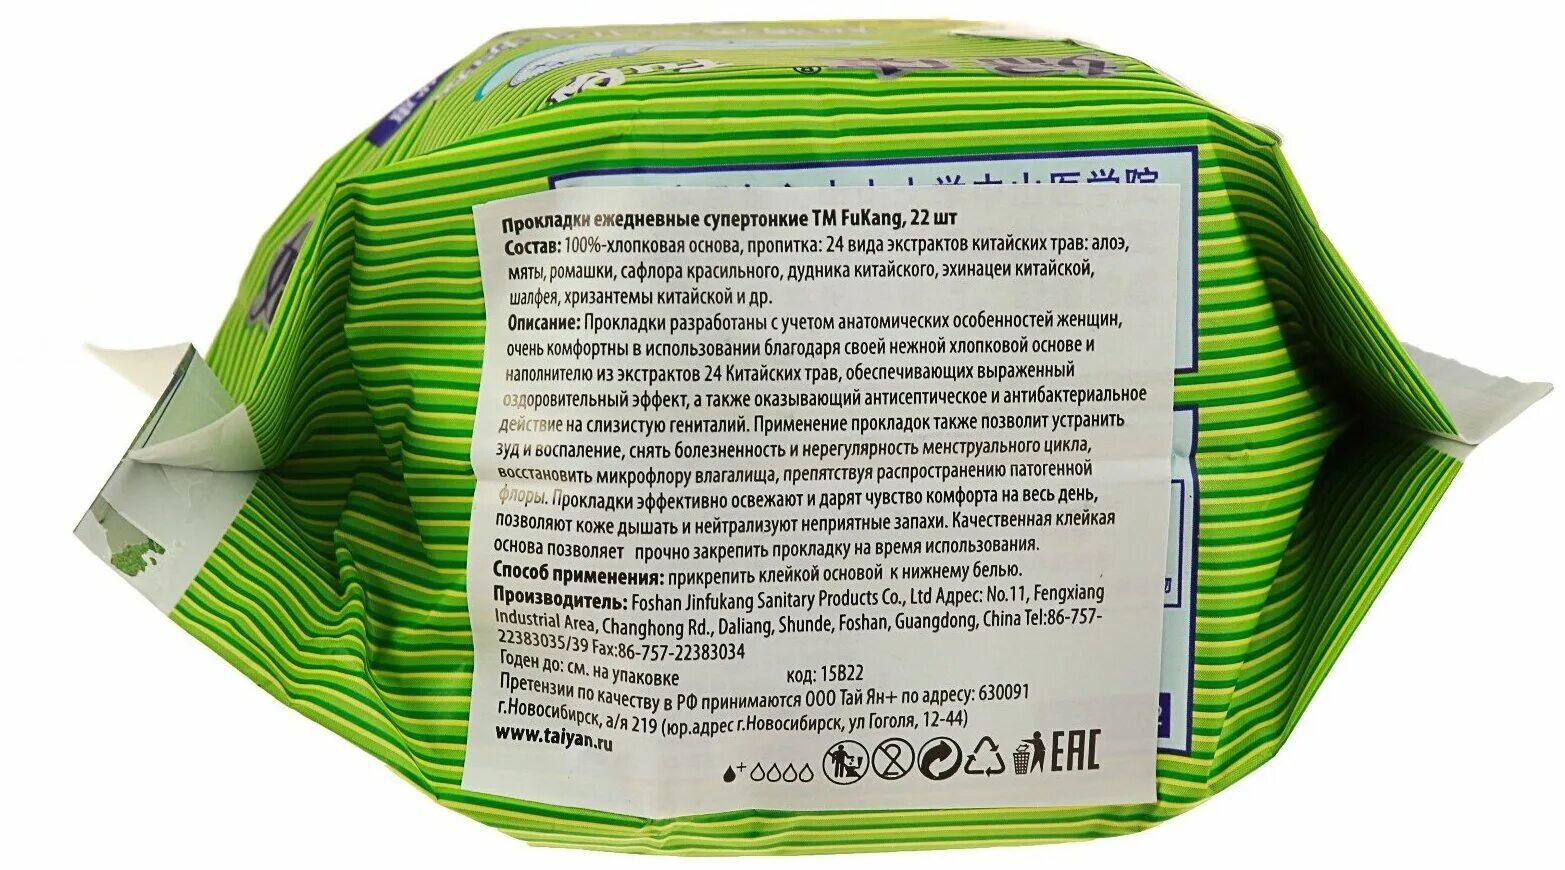 Прокладки ежедневные супертонкие ТМ FuKang, 22 шт
Состав: 100%-хлопковая основа, пропитка: 24 вида экстрактов китайских трав: алоэ,
мяты, ромашки, сафлора красильного, дудника китайского, эхинацеи китайской,
шалфея, хризантемы китайской и др.
Описание: Прокладки разработаны с учетом анатомических особенностей женщин,
очень комфортны в использовании благодаря своей нежной хлопковой основе и
наполнителю из экстрактов 24 Китайских трав, обеспечивающих выраженный
оздоровительный эффект, а также оказывающий антисептическое и антибактериальное
действие на слизистую гениталий. Применение прокладок также позволит устранить
зуд и воспаление, снять болезненность и нерегулярность менструального цикла,
восстановить микрофлору влагалища, препятствуя распространению патогенной
флоры. Прокладки эффективно освежают и дарят чувство комфорта на весь день,
позволяют коже дышать и нейтрализуют неприятные запахи. Качественная клейкая
основа позволяет прочно закрепить прокладку на время использования.
Способ применения: прикрепить клейкой основой к нижнему белью.
Производитель: Foshan Jinfukang Sanitary Products Co., Ltd Адрес: No.11, Fengxiang
Industrial Area, Changhong Rd., Daliang, Shunde, Foshan, Guangdong, China Tel:86-757-
22383035/39 Fax:86-757-22383034
Годен до: см. на упаковке код: 15B22
Претензии по качеству в РФ принимаются ООО Тай Ян+ по адресу: 630091
г.Новосибирск, а/я 219 (юр.адрес г.Новосибирск, ул Гоголя, 12-44)
www.taiyan.ru
EAC